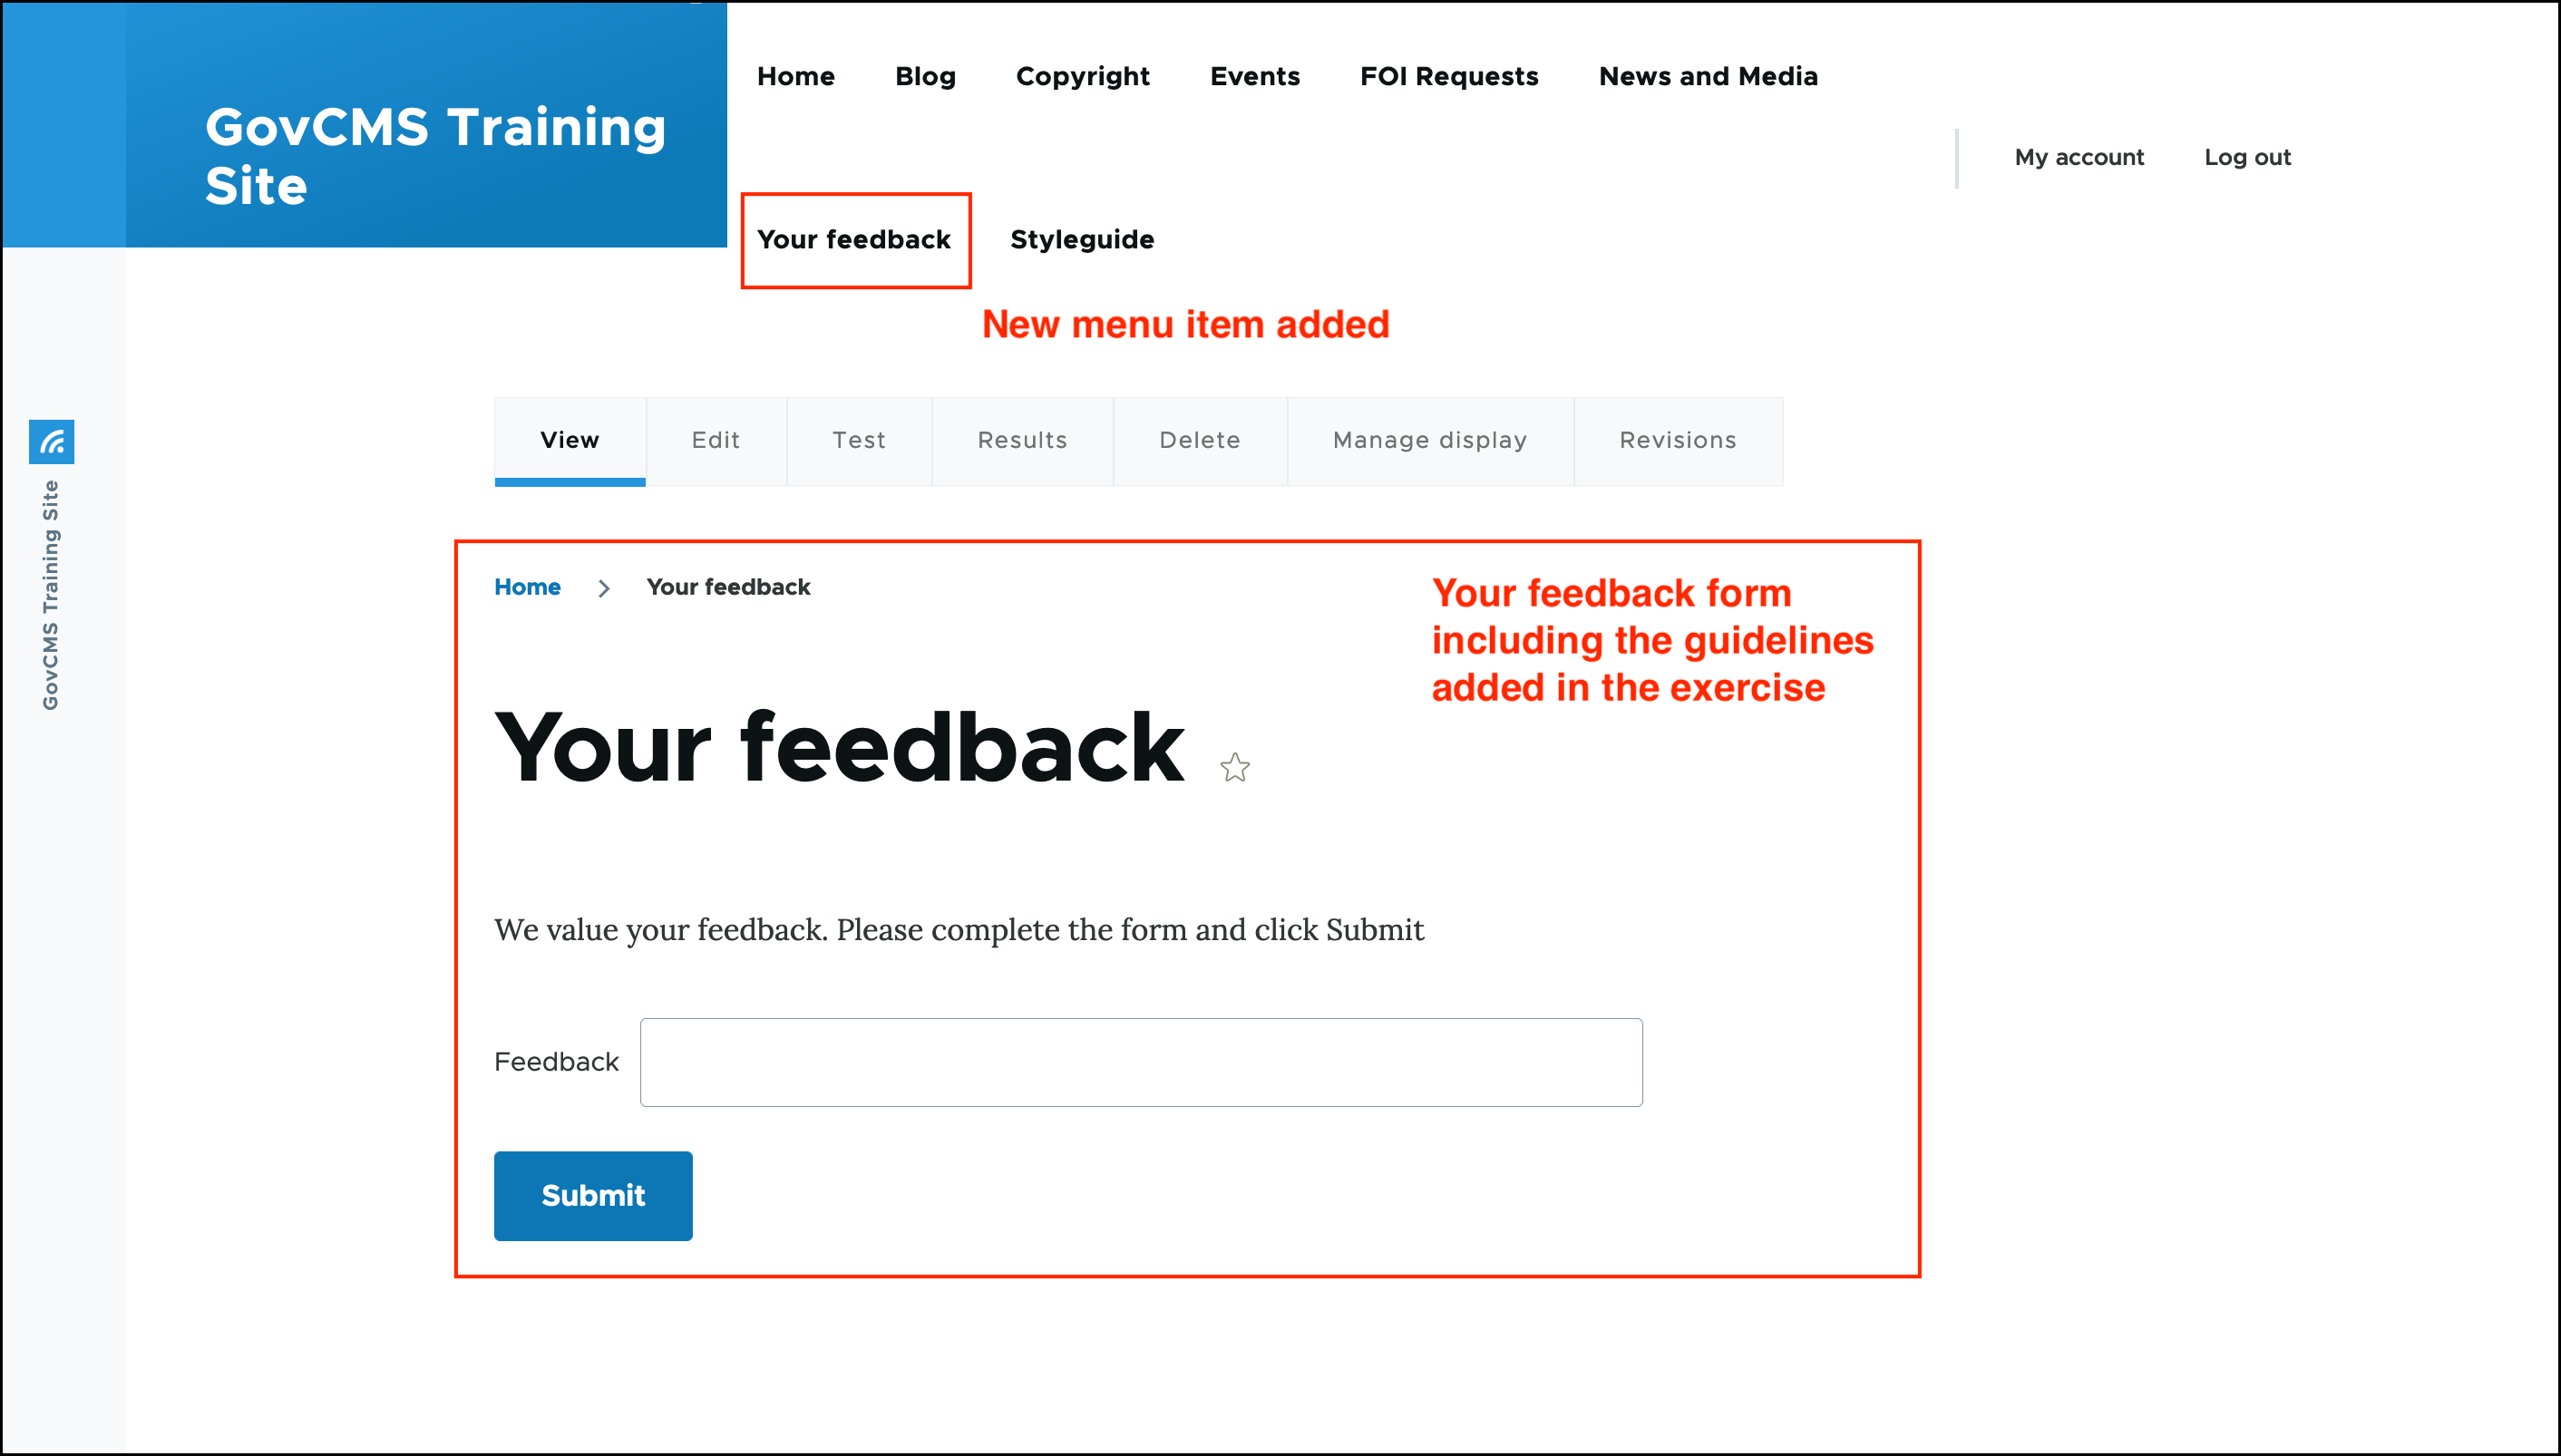 GovCMS Training
Site
Home Blog Copyright Events FOI Requests News and Media
My account Log out
Your feedback Styleguide
New menu item added
View Edit Test Results Delete Manage display Revisions
GovCMS Training Site
Home Your feedback
Your feedback form
including the guidelines
added in the exercise
Your feedback
We value your feedback. Please complete the form and click Submit
Feedback
Submit